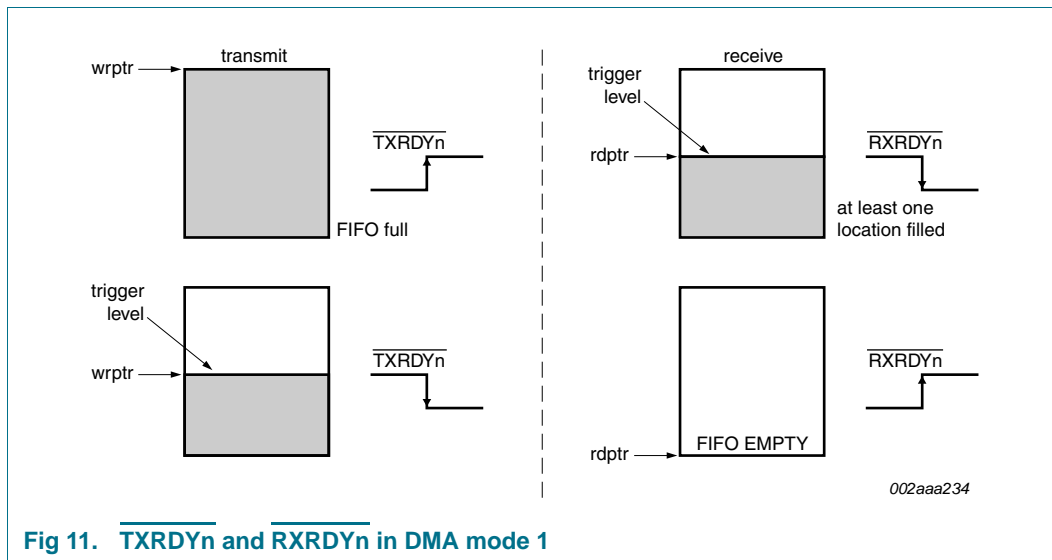 transmit
wrptr
TXRDYn
FIFO full
trigger
level
wrptr
TXRDYn
receive
trigger
level
rdptr
RXRDYn
at least one
location filled
RXRDYn
FIFO EMPTY
rdptr
002aaa234
Fig 11. TXRDYn and RXRDYn in DMA mode 1